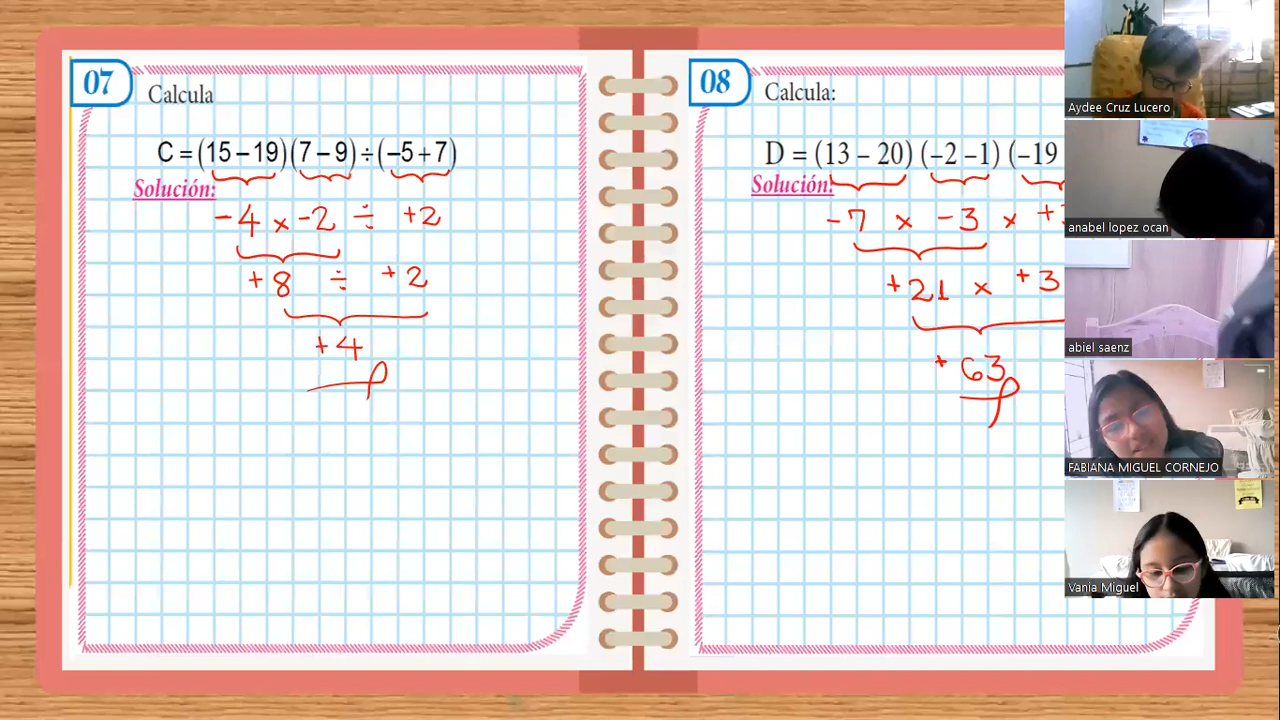 07
Calcula
C = (15 – 19)(7 – 9) ÷ (–5 + 7)
Solución:
-4 x -2 ÷ +2
+8 ÷ +2
+4
08
Calcula:
D = (13 – 20) (–2 –1) (–19
Solución:
-7 x -3 x +3
+21 x +3
+63
Aydee Cruz Lucero
anabel lopez ocan
abiel saenz
FABIANA MIGUEL CORNEJO
Vania Miguel